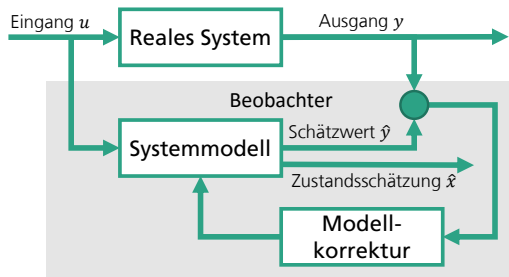 Eingang u
Reales System
Ausgang y
Beobachter
Systemmodell
Schätzwert ŷ
Zustandsschätzung x̂
Modell-
korrektur